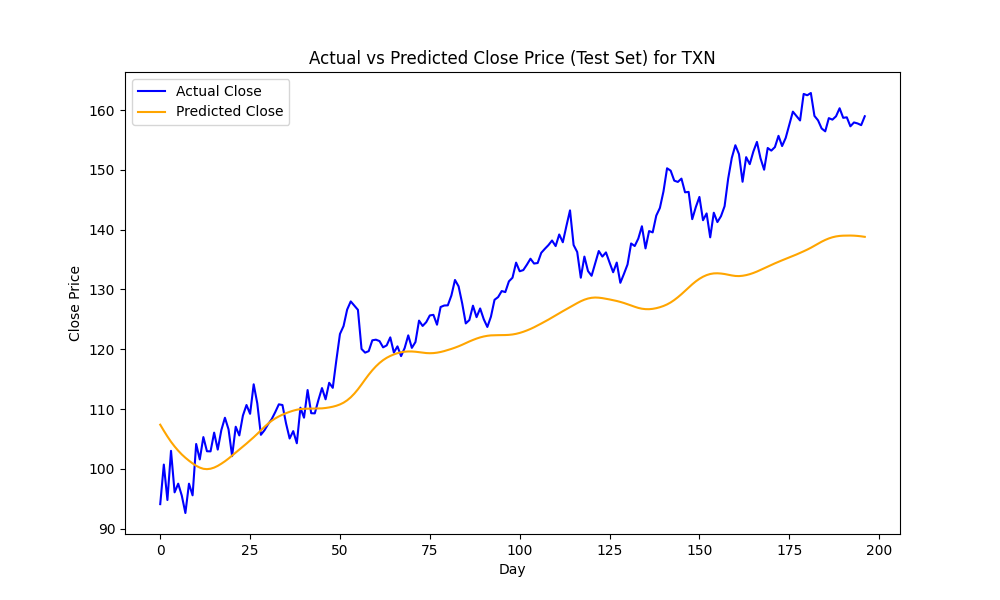 Actual vs Predicted Close Price (Test Set) for TXN
Actual Close
Predicted Close
Close Price
160
150
140
130
120
110
100
90
0 25 50 75 100 125 150 175 200
Day